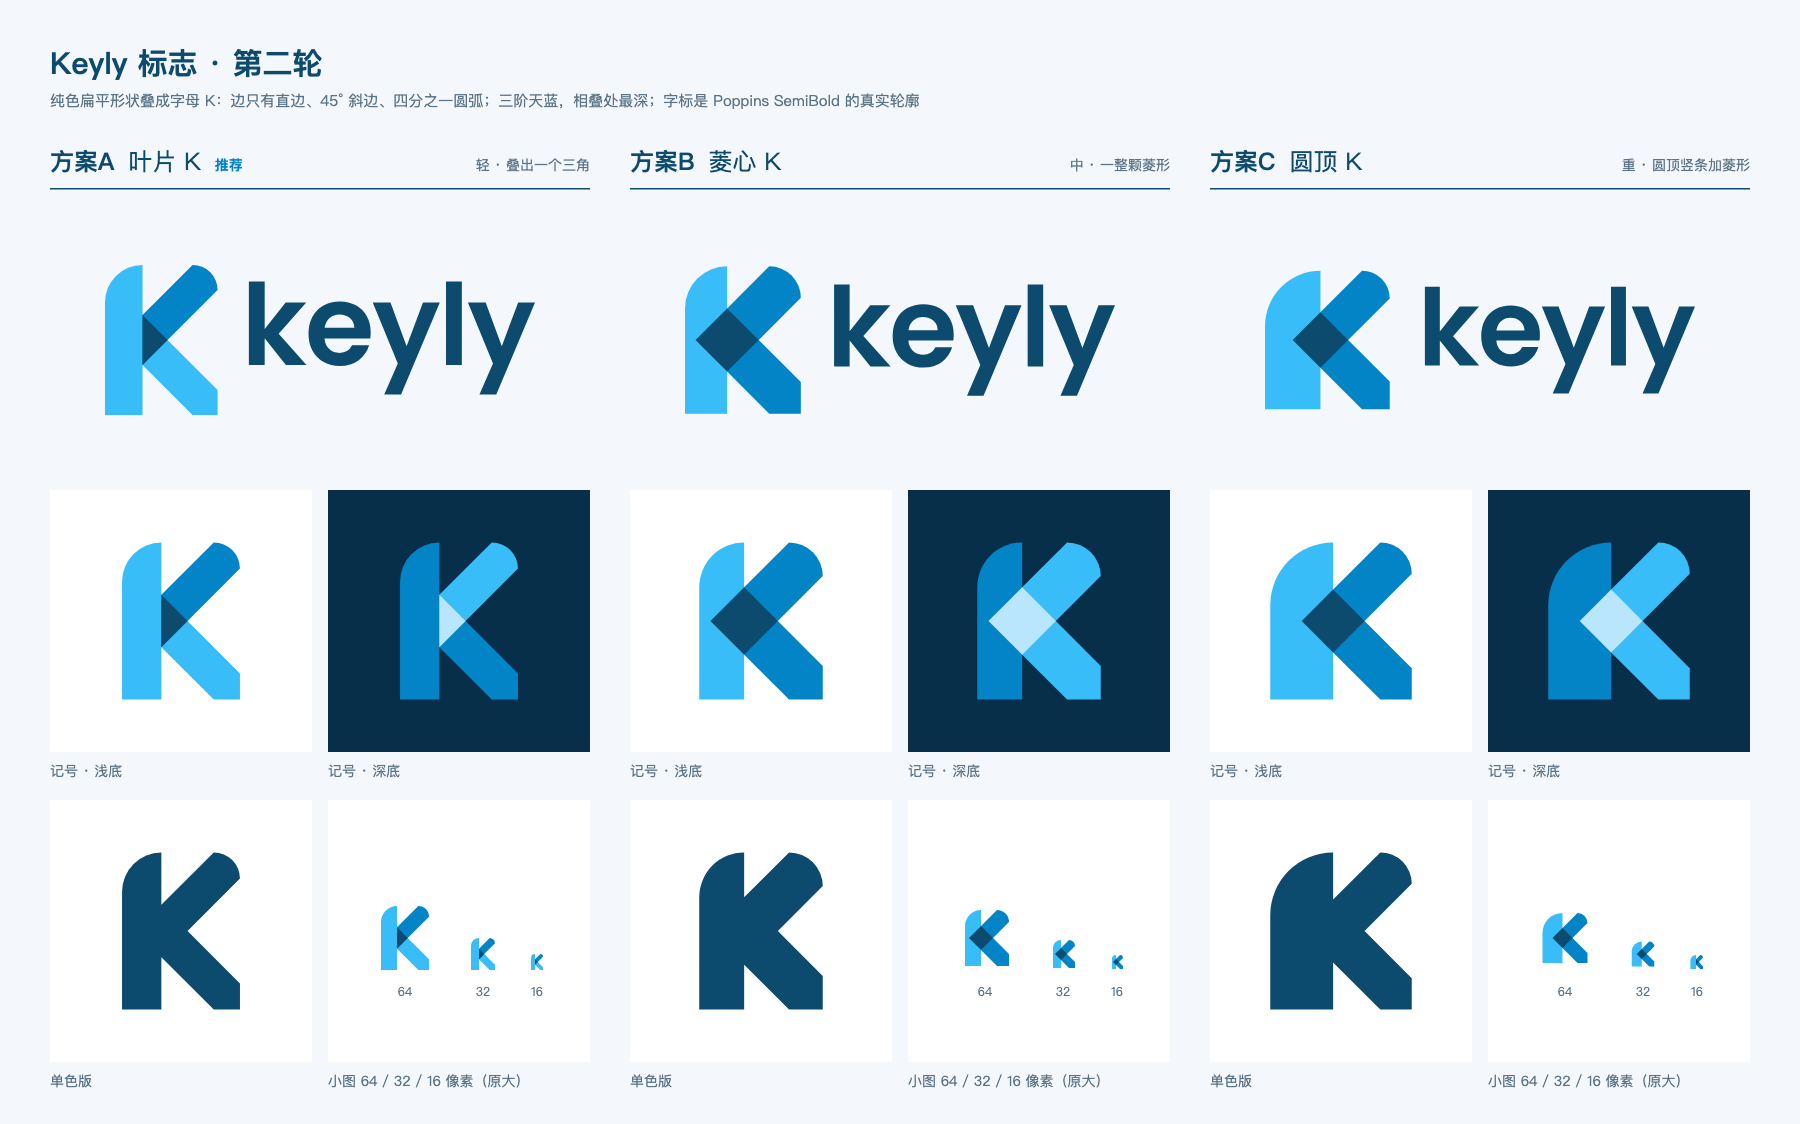 Keyly 标志 · 第二轮
纯色扁平形状叠成字母 K：边只有直边、45° 斜边、四分之一圆弧；三阶天蓝，相叠处最深；字标是 Poppins SemiBold 的真实轮廓
方案A 叶片 K 推荐 轻 · 叠出一个三角
方案B 菱心 K 中 · 一整颗菱形
方案C 圆顶 K 重 · 圆顶竖条加菱形
keyly
keyly
keyly
记号 · 浅底
记号 · 深底
记号 · 浅底
记号 · 深底
记号 · 浅底
记号 · 深底
64 32 16
64 32 16
64 32 16
单色版
小图 64 / 32 / 16 像素（原大）
单色版
小图 64 / 32 / 16 像素（原大）
单色版
小图 64 / 32 / 16 像素（原大）